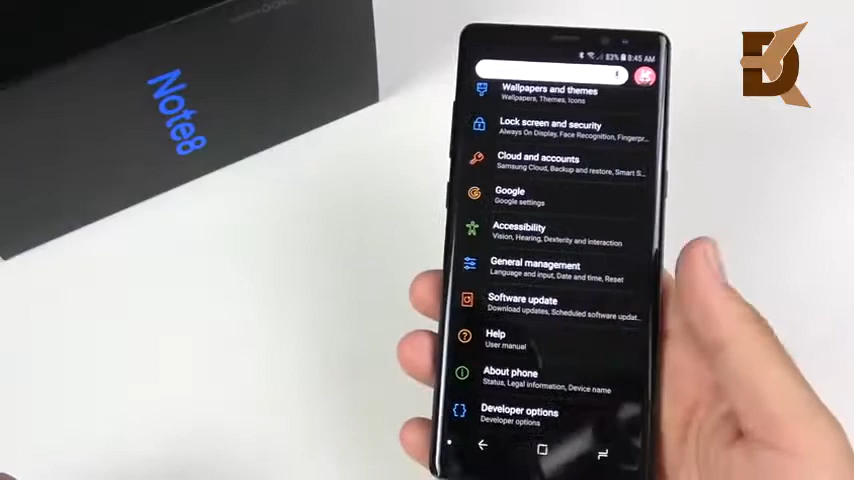 Note8
83% 8:45 AM
Wallpapers and themes
Wallpapers, Themes, Icons
Lock screen and security
Always On Display, Face Recognition, Fingerpr...
Cloud and accounts
Samsung Cloud, Backup and restore, Smart S...
Google
Google settings
Accessibility
Vision, Hearing, Dexterity and interaction
General management
Language and input, Date and time, Reset
Software update
Download updates, Scheduled software updat...
Help
User manual
About phone
Status, Legal information, Device name
Developer options
Developer options